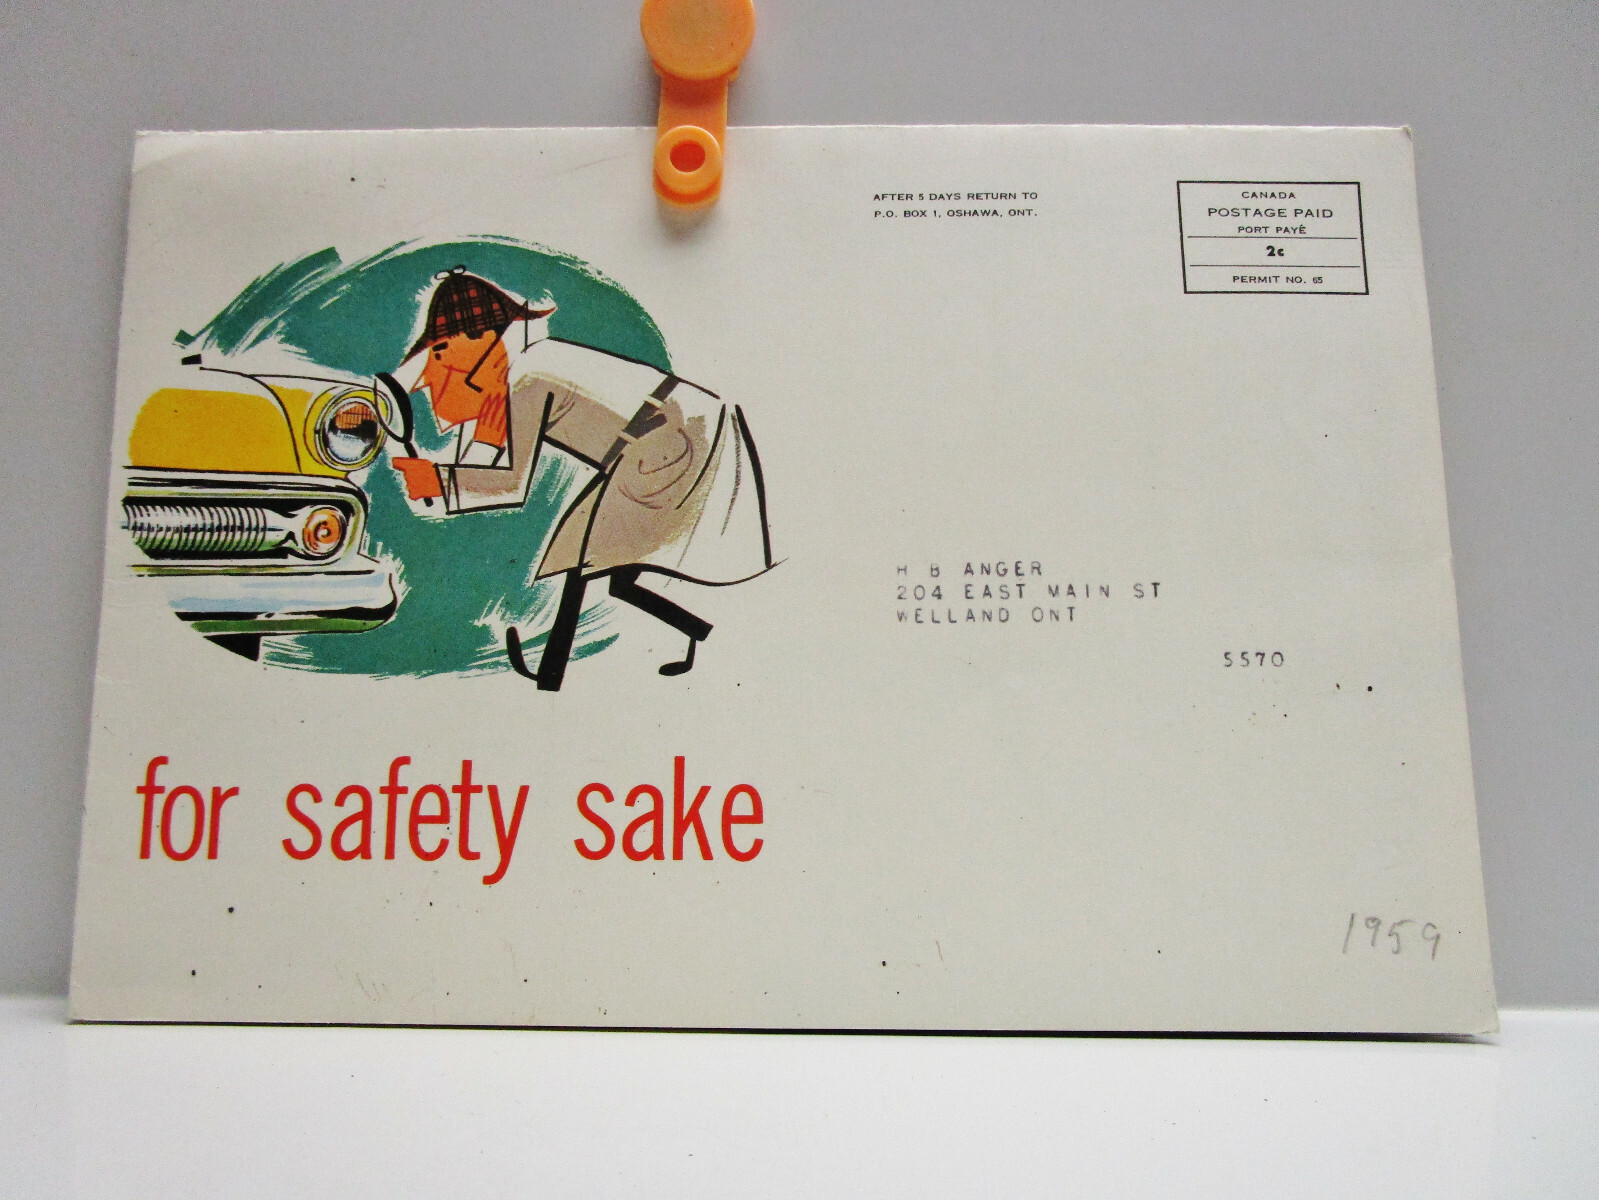 AFTER 5 DAYS RETURN TO
P.O. BOX 1, OSHAWA, ONT.
CANADA
POSTAGE PAID
PORT PAYÉ
2c
PERMIT NO. 65
H B ANGER
204 EAST MAIN ST
WELLAND ONT
5570
for safety sake
1959